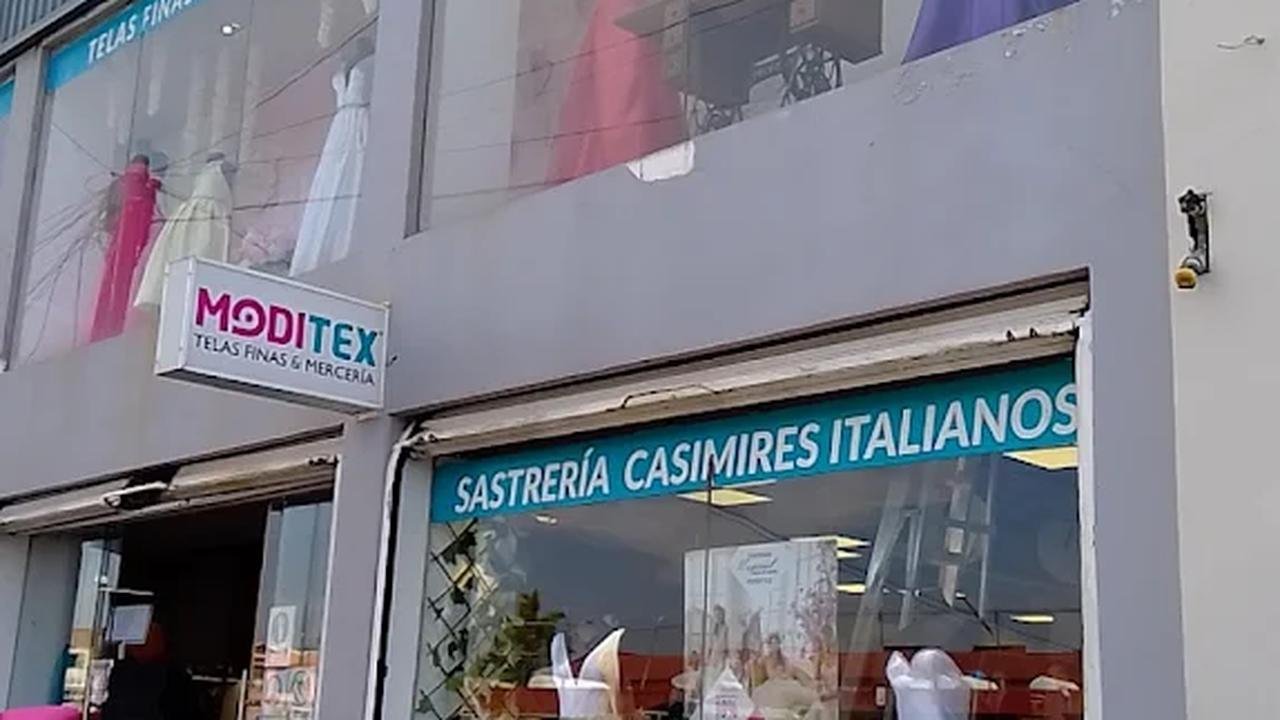 TELAS FINAS
MODITEX
TELAS FINAS & MERCERÍA
SASTRERÍA CASIMIRES ITALIANOS